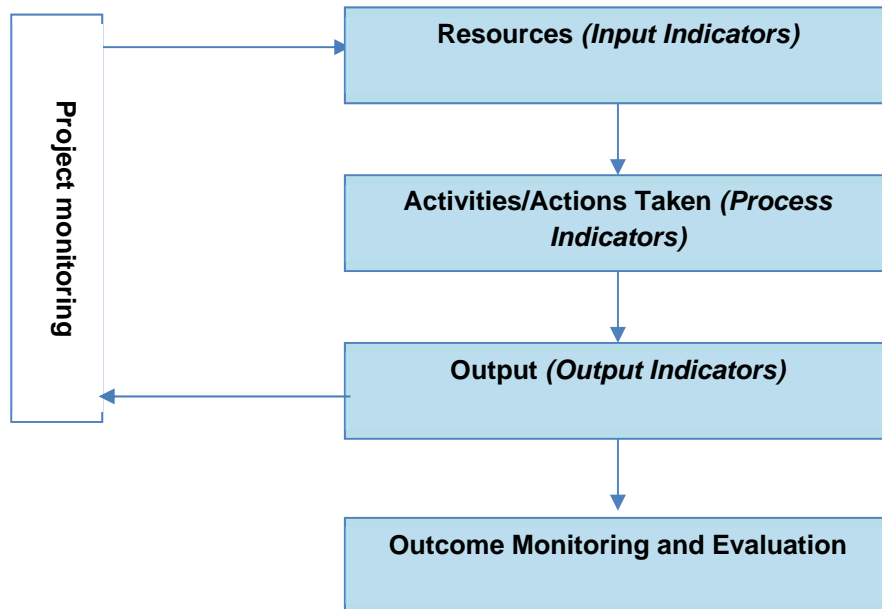 Project monitoring
Resources (Input Indicators)
Activities/Actions Taken (Process
Indicators)
Output (Output Indicators)
Outcome Monitoring and Evaluation